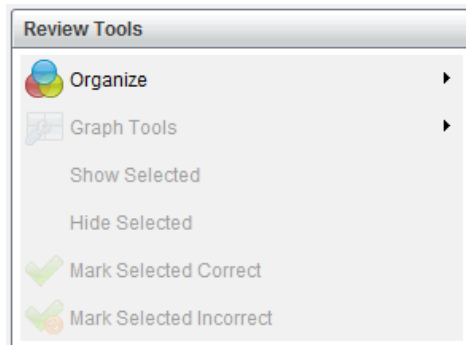 Review Tools
Organize
Graph Tools
Show Selected
Hide Selected
Mark Selected Correct
Mark Selected Incorrect